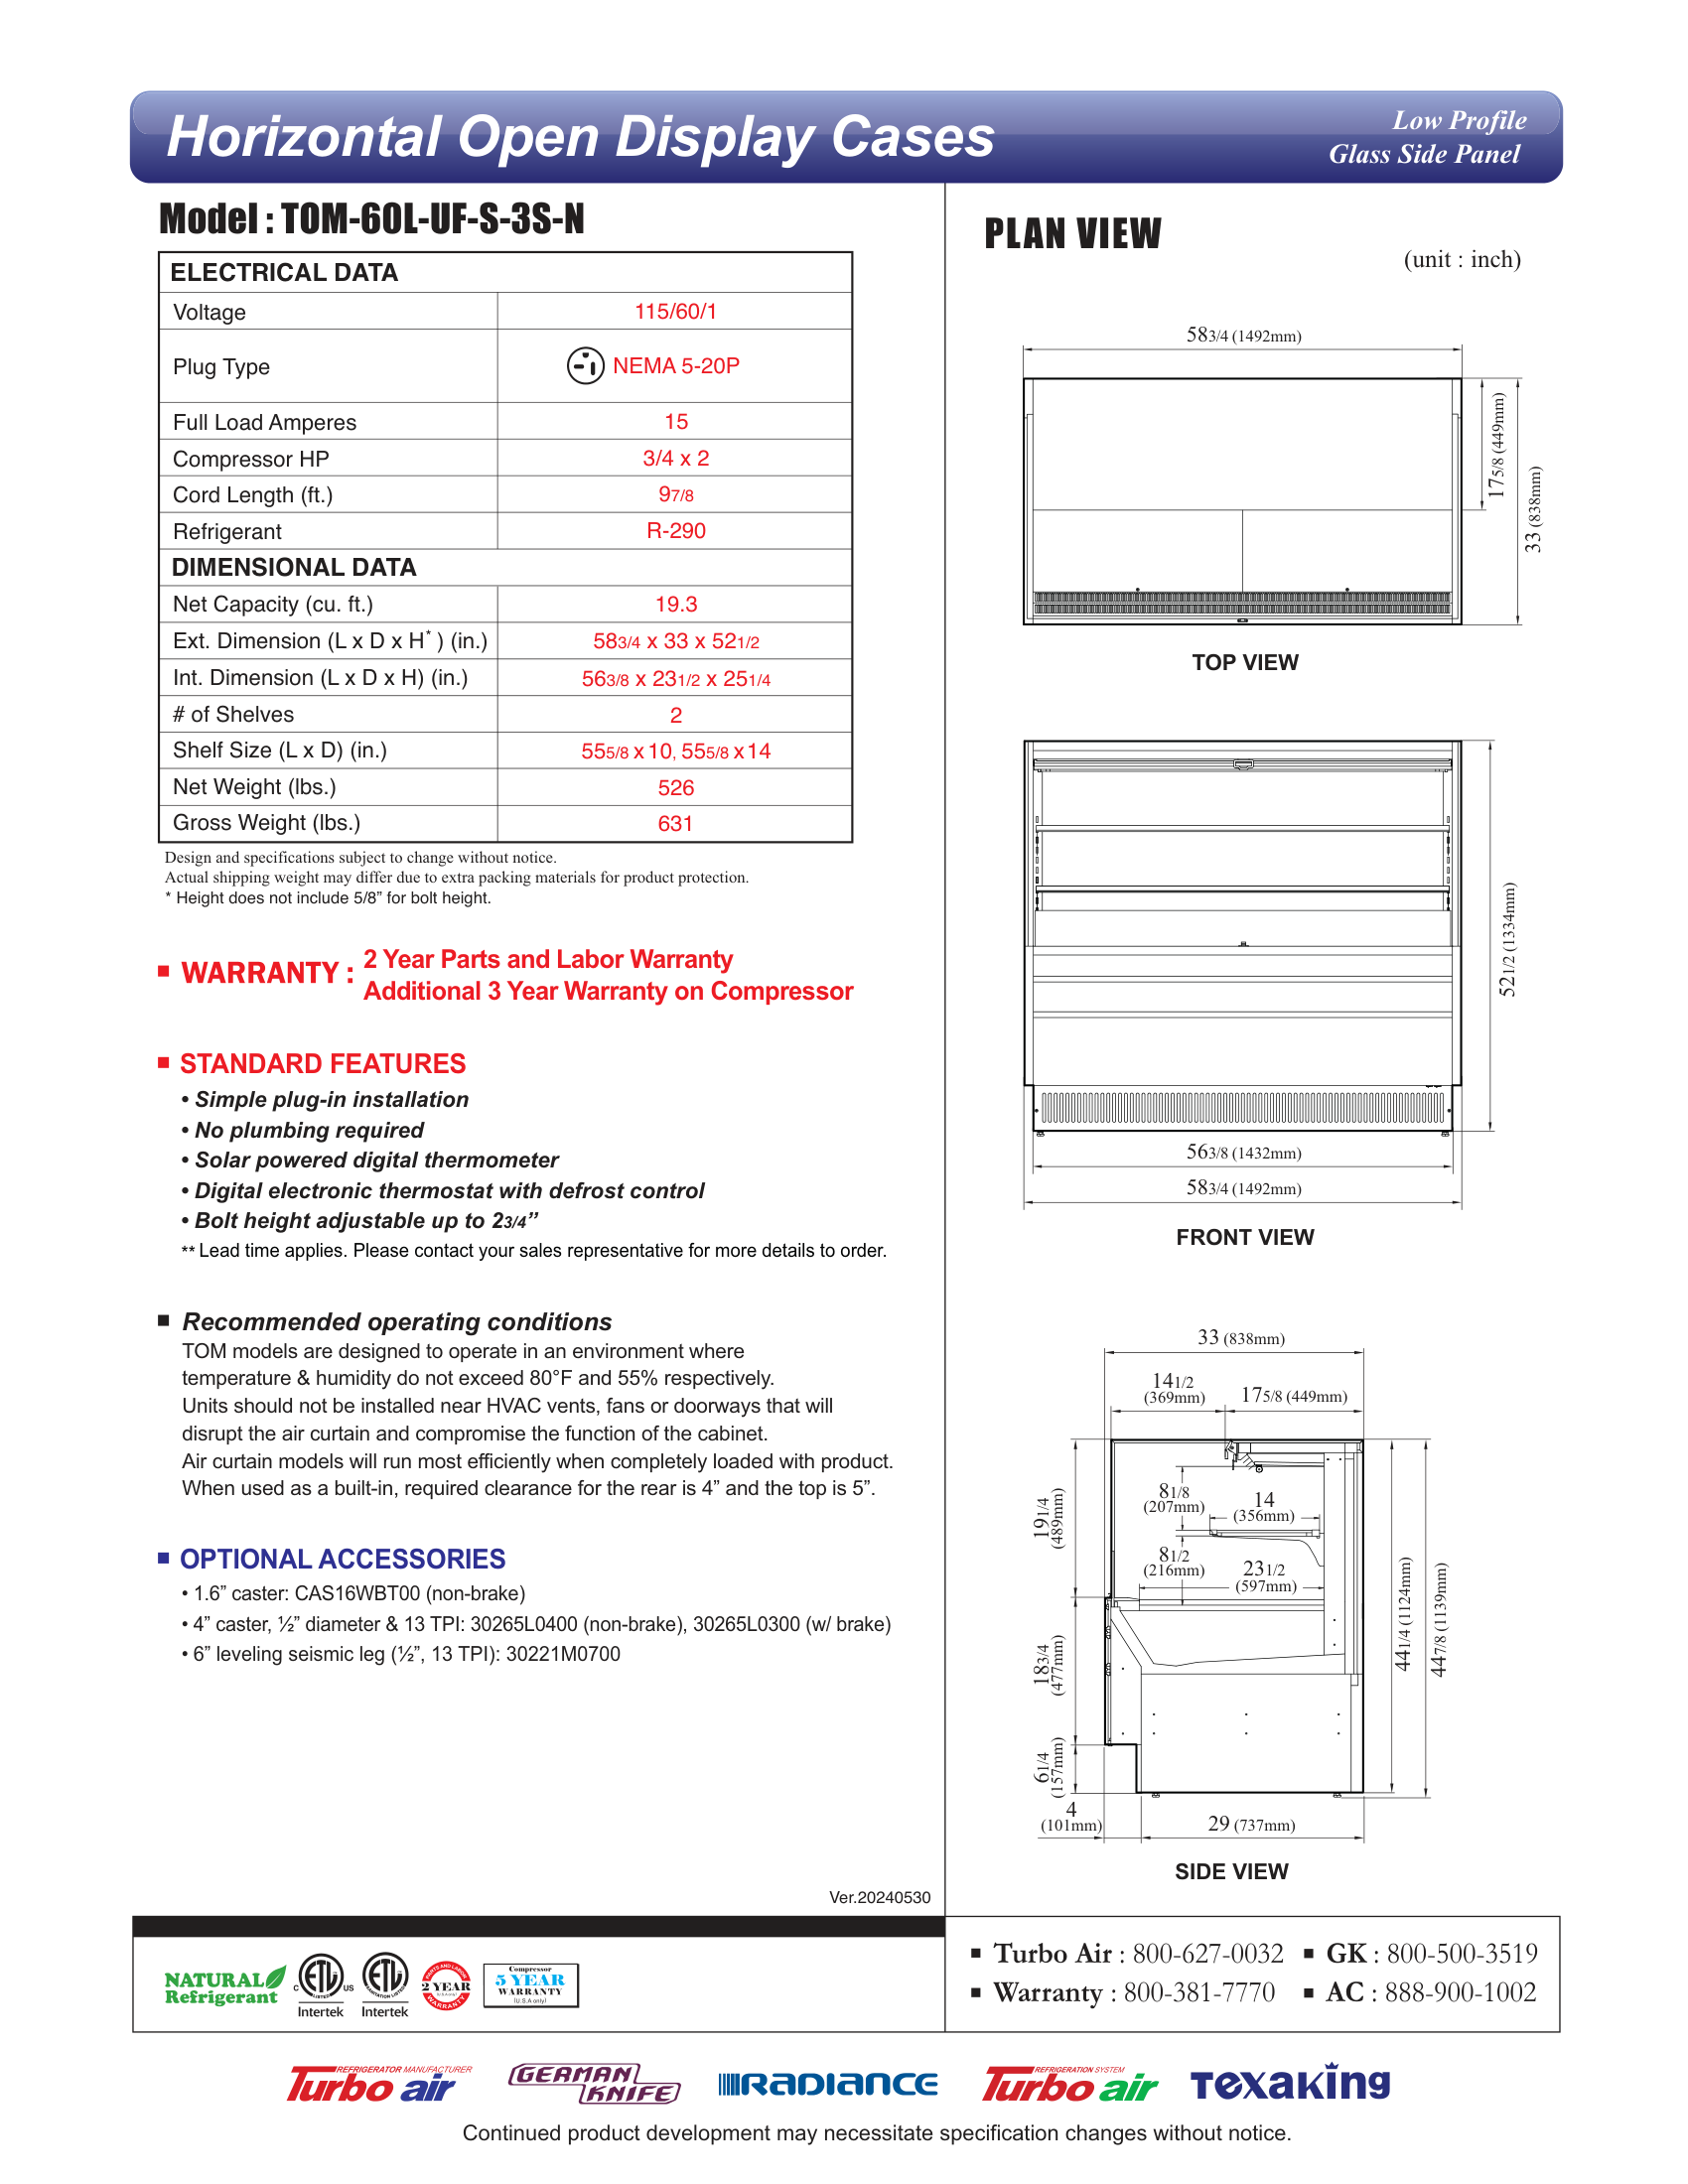 Horizontal Open Display Cases
Low Profile
Glass Side Panel
Model : TOM-60L-UF-S-3S-N
ELECTRICAL DATA
Voltage 115/60/1
Plug Type NEMA 5-20P
Full Load Amperes 15
Compressor HP 3/4 x 2
Cord Length (ft.) 97/8
Refrigerant R-290
DIMENSIONAL DATA
Net Capacity (cu. ft.) 19.3
Ext. Dimension (L x D x H* ) (in.) 583/4 x 33 x 521/2
Int. Dimension (L x D x H) (in.) 563/8 x 231/2 x 251/4
# of Shelves 2
Shelf Size (L x D) (in.) 555/8 x 10, 555/8 x 14
Net Weight (lbs.) 526
Gross Weight (lbs.) 631
Design and specifications subject to change without notice.
Actual shipping weight may differ due to extra packing materials for product protection.
* Height does not include 5/8” for bolt height.
WARRANTY : 2 Year Parts and Labor Warranty
Additional 3 Year Warranty on Compressor
STANDARD FEATURES
• Simple plug-in installation
• No plumbing required
• Solar powered digital thermometer
• Digital electronic thermostat with defrost control
• Bolt height adjustable up to 23/4”
** Lead time applies. Please contact your sales representative for more details to order.
Recommended operating conditions
TOM models are designed to operate in an environment where
temperature & humidity do not exceed 80°F and 55% respectively.
Units should not be installed near HVAC vents, fans or doorways that will
disrupt the air curtain and compromise the function of the cabinet.
Air curtain models will run most efficiently when completely loaded with product.
When used as a built-in, required clearance for the rear is 4” and the top is 5”.
OPTIONAL ACCESSORIES
• 1.6” caster: CAS16WBT00 (non-brake)
• 4” caster, ½” diameter & 13 TPI: 30265L0400 (non-brake), 30265L0300 (w/ brake)
• 6” leveling seismic leg (½”, 13 TPI): 30221M0700
Ver.20240530
PLAN VIEW
(unit : inch)
583/4 (1492mm)
175/8 (449mm)
33 (838mm)
TOP VIEW
521/2 (1334mm)
563/8 (1432mm)
583/4 (1492mm)
FRONT VIEW
33 (838mm)
141/2
(369mm)
175/8 (449mm)
191/4
(489mm)
81/8
(207mm)
14
(356mm)
81/2
(216mm)
231/2
(597mm)
183/4
(477mm)
441/4 (1124mm)
447/8 (1139mm)
61/4
(157mm)
4
(101mm)
29 (737mm)
SIDE VIEW
NATURAL
Refrigerant
C ETL US
LISTED
Intertek
ETL
SANITATION LISTED
Intertek
PARTS AND LABOR
2 YEAR
(U.S.A only)
WARRANTY
Compressor
5 YEAR
WARRANTY
(U.S.A only)
Turbo Air : 800-627-0032
GK : 800-500-3519
Warranty : 800-381-7770
AC : 888-900-1002
REFRIGERATOR MANUFACTURER
Turbo air
GERMAN
KNIFE
RADIANCE
REFRIGERATION SYSTEM
Turbo air
Texaking
Continued product development may necessitate specification changes without notice.